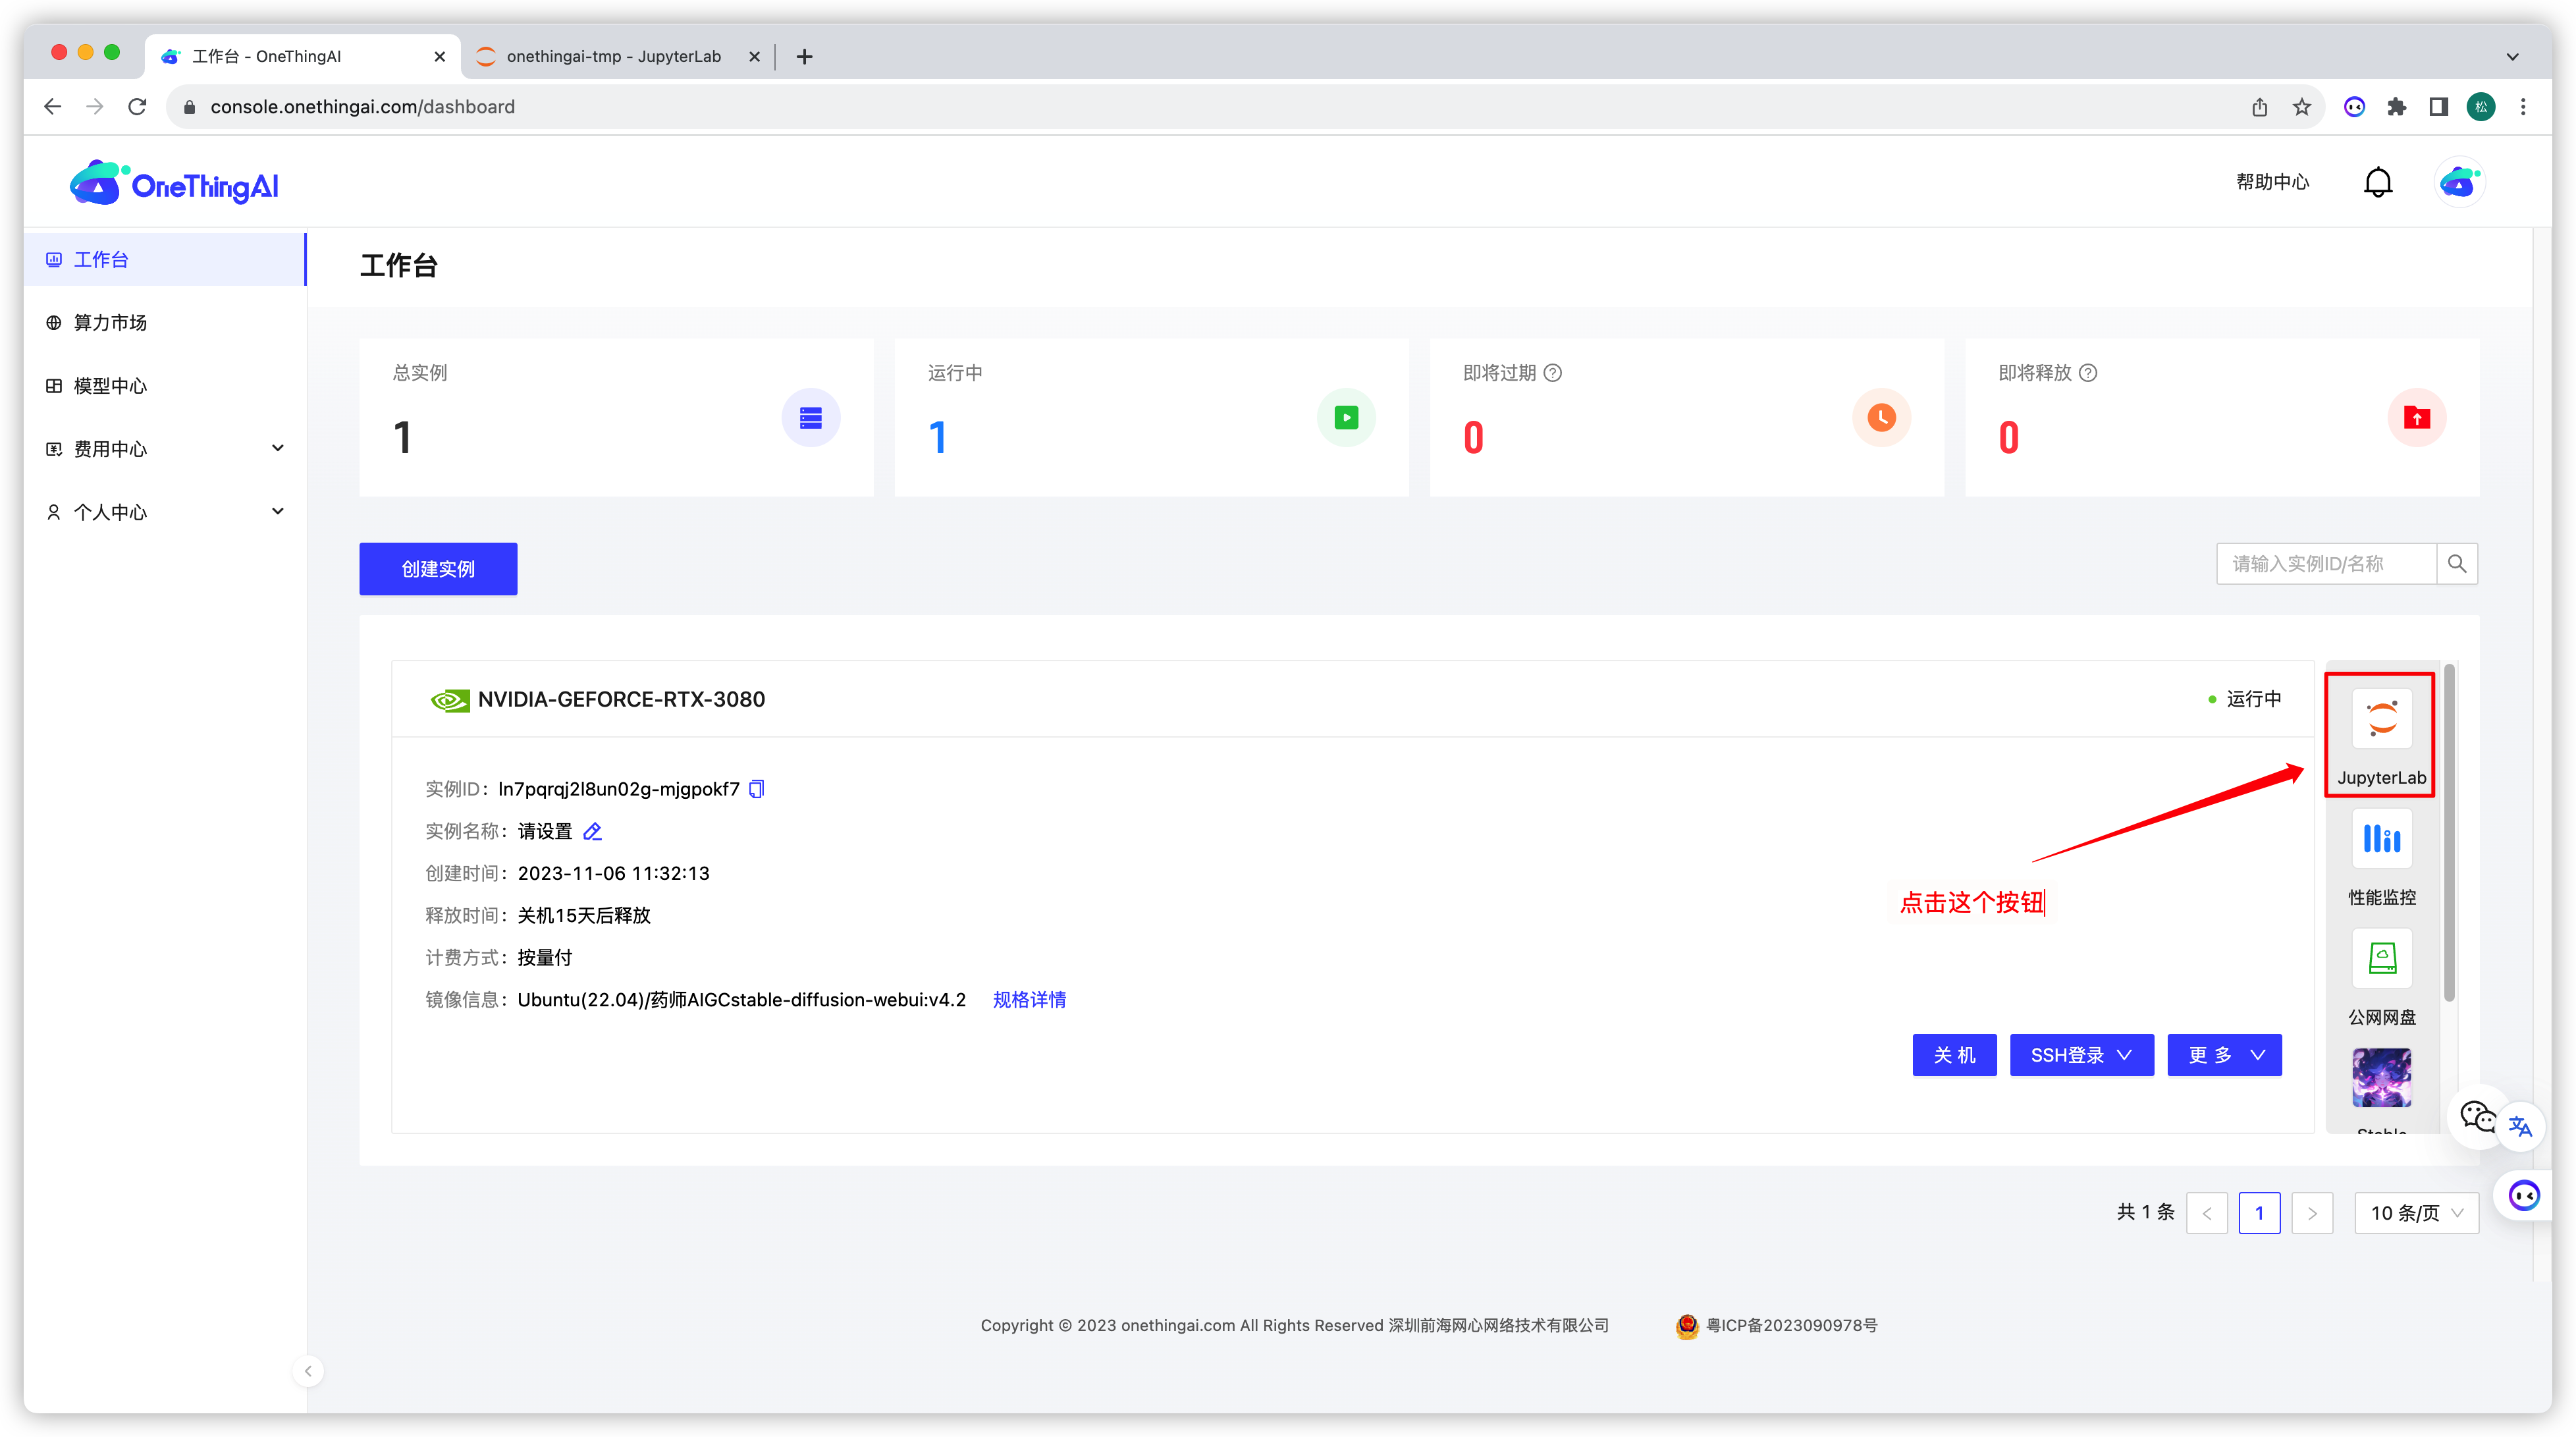 工作台 - OneThingAI
onethingai-tmp - JupyterLab
console.onethingai.com/dashboard
松
OneThingAI
帮助中心
工作台
算力市场
模型中心
费用中心
个人中心
工作台
总实例
1
运行中
1
即将过期
0
即将释放
0
创建实例
请输入实例ID/名称
NVIDIA-GEFORCE-RTX-3080
运行中
实例ID：ln7pqrqj2l8un02g-mjgpokf7
实例名称：请设置
创建时间：2023-11-06 11:32:13
释放时间：关机15天后释放
计费方式：按量付
镜像信息：Ubuntu(22.04)/药师AIGCstable-diffusion-webui:v4.2 规格详情
点击这个按钮
关 机
SSH登录
更 多
JupyterLab
性能监控
公网网盘
Stable
共 1 条
1
10 条/页
Copyright © 2023 onethingai.com All Rights Reserved 深圳前海网心网络技术有限公司
粤ICP备2023090978号